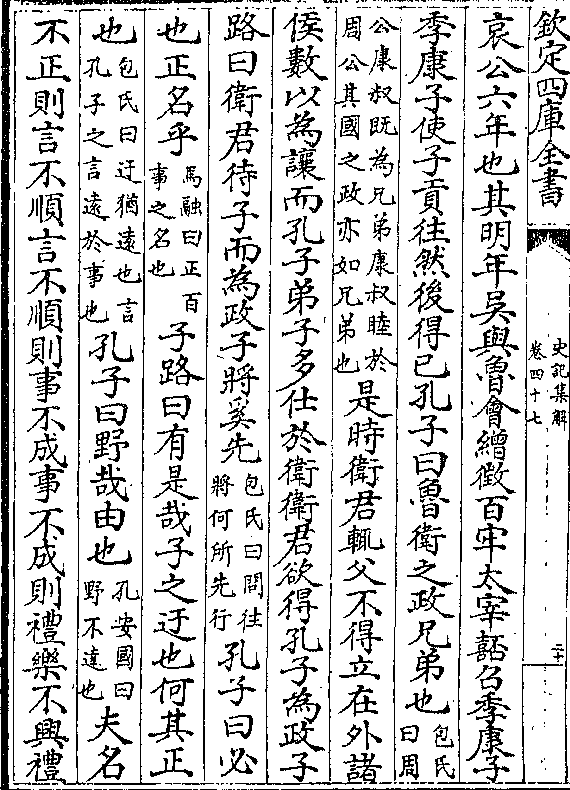 欽定四庫全書
史記集解
卷四十七
二十
哀公六年也其明年吳與魯會繒徵百牢太宰嚭召季康子
季康子使子貢往然後得已孔子曰魯衛之政兄弟也包氏曰周
公康叔既為兄弟康叔睦於周公其國之政亦如兄弟也是時衛君輒父不得立在外諸
侯數以為讓而孔子弟子多仕於衛衛君欲得孔子為政子
路曰衛君待子而為政子將奚先包氏曰問往將何所先行孔子曰必
也正名乎馬融曰正百事之名也子路曰有是哉子之迂也何其正
也包氏曰迂猶遠也言孔子之言遠於事也孔子曰野哉由也孔安國曰野不達也夫名
不正則言不順言不順則事不成事不成則禮樂不興禮